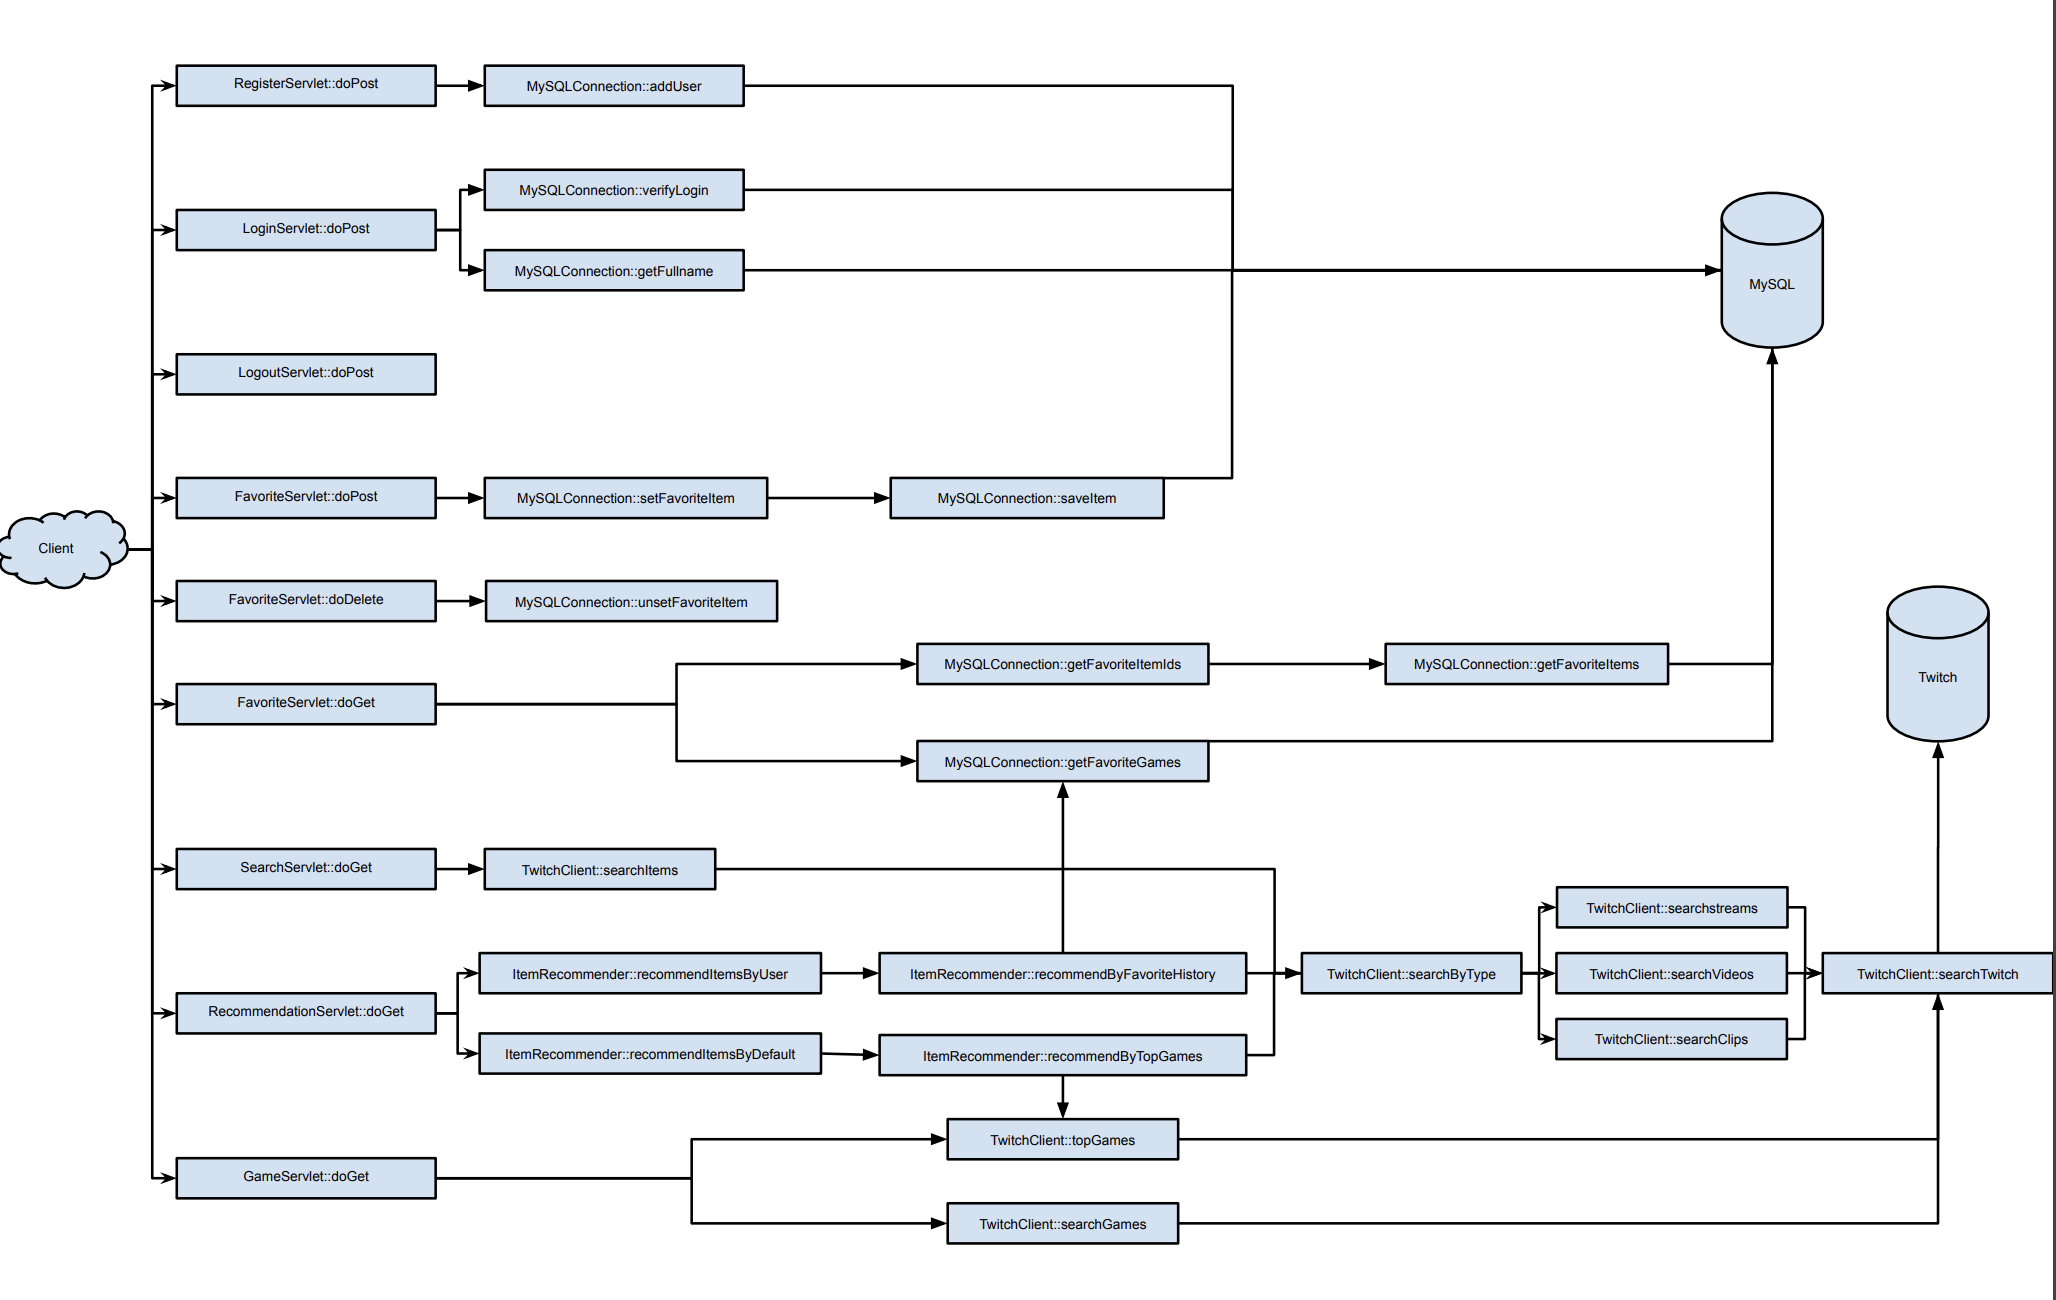 RegisterServlet::doPost
MySQLConnection::addUser
MySQLConnection::verifyLogin
LoginServlet::doPost
MySQLConnection::getFullname
MySQL
LogoutServlet::doPost
FavoriteServlet::doPost
MySQLConnection::setFavoriteItem
MySQLConnection::saveItem
Client
FavoriteServlet::doDelete
MySQLConnection::unsetFavoriteItem
MySQLConnection::getFavoriteItemIds
MySQLConnection::getFavoriteItems
Twitch
FavoriteServlet::doGet
MySQLConnection::getFavoriteGames
SearchServlet::doGet
TwitchClient::searchItems
TwitchClient::searchstreams
ItemRecommender::recommendItemsByUser
ItemRecommender::recommendByFavoriteHistory
TwitchClient::searchByType
TwitchClient::searchVideos
TwitchClient::searchTwitch
RecommendationServlet::doGet
ItemRecommender::recommendItemsByDefault
ItemRecommender::recommendByTopGames
TwitchClient::searchClips
TwitchClient::topGames
GameServlet::doGet
TwitchClient::searchGames